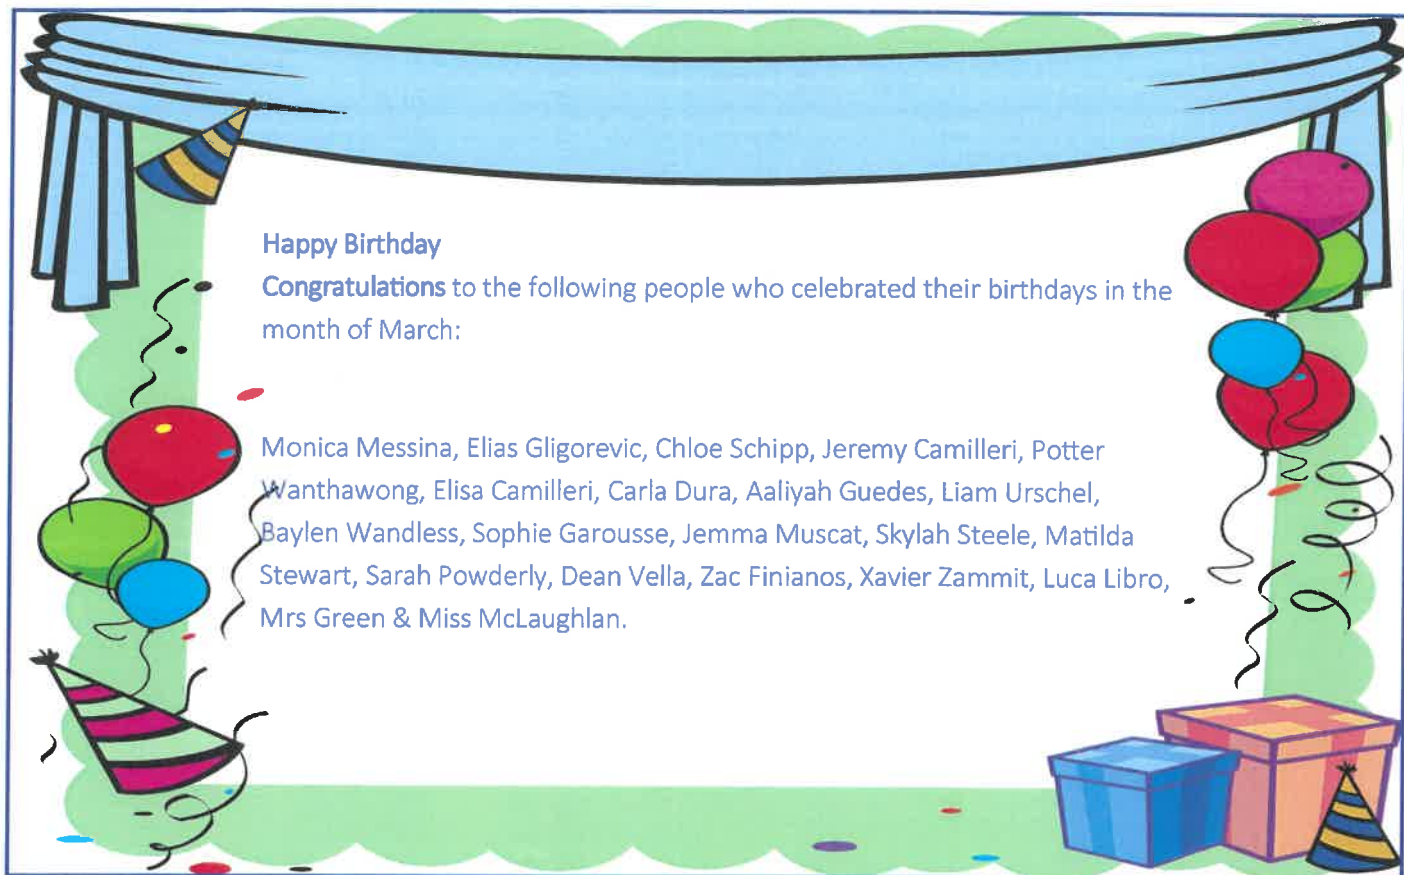 Happy Birthday
Congratulations to the following people who celebrated their birthdays in the
month of March:
Monica Messina, Elias Gligorevic, Chloe Schipp, Jeremy Camilleri, Potter
Wanthawong, Elisa Camilleri, Carla Dura, Aaliyah Guedes, Liam Urschel,
Baylen Wandless, Sophie Garousse, Jemma Muscat, Skylah Steele, Matilda
Stewart, Sarah Powderly, Dean Vella, Zac Finianos, Xavier Zammit, Luca Libro,
Mrs Green & Miss McLaughlan.